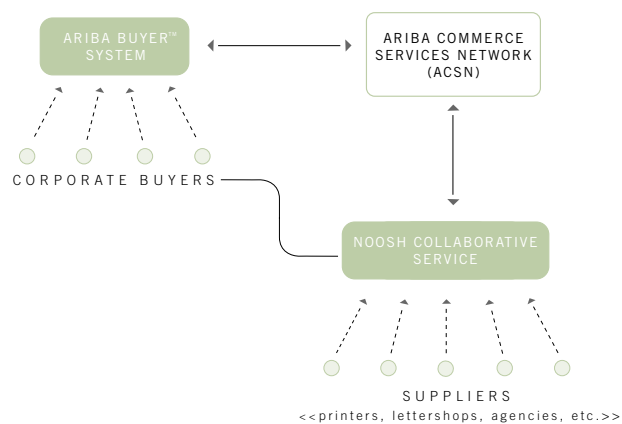 ARIBA BUYER™
SYSTEM
ARIBA COMMERCE
SERVICES NETWORK
(ACSN)
CORPORATE BUYERS
NOOSH COLLABORATIVE
SERVICE
SUPPLIERS
<<printers, lettershops, agencies, etc.>>